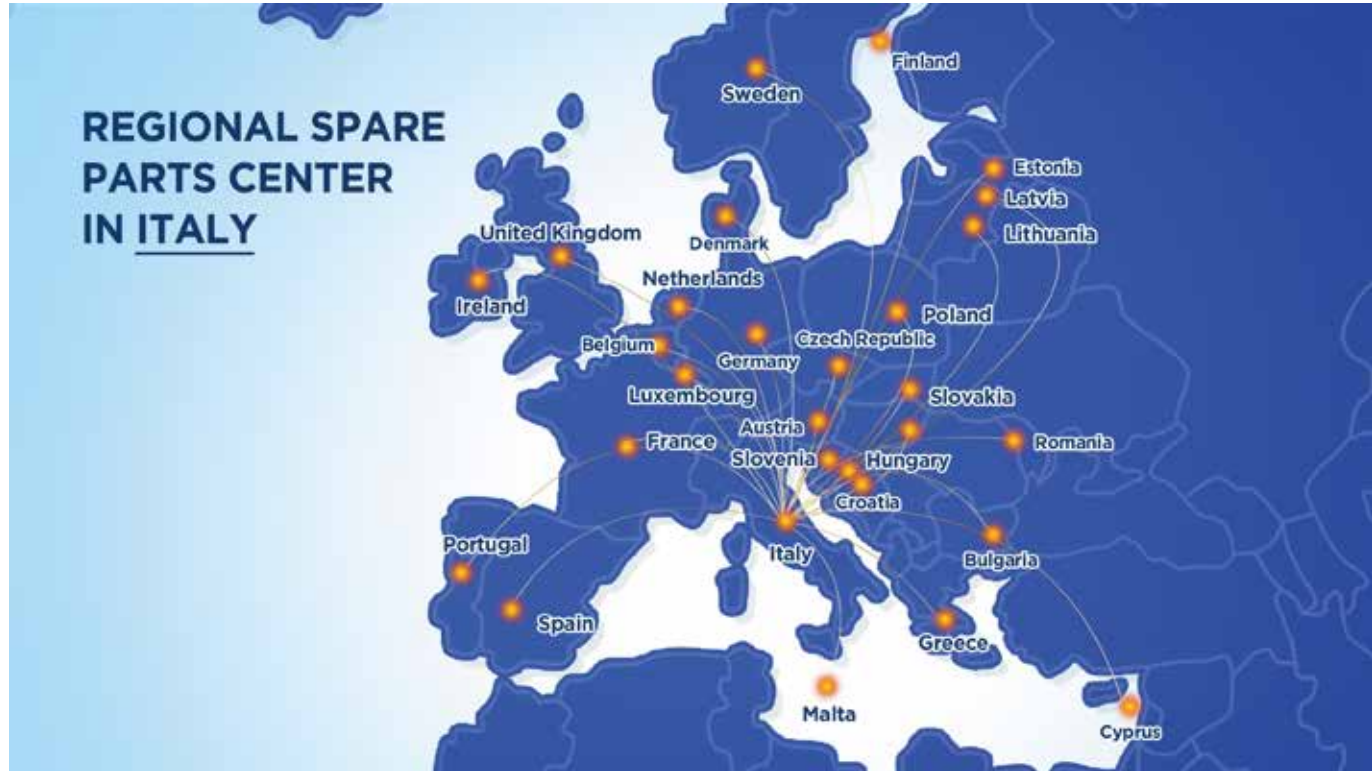 REGIONAL SPARE
PARTS CENTER
IN ITALY
Finland
Sweden
Estonia
Latvia
Lithuania
United Kingdom
Denmark
Netherlands
Ireland
Poland
Belgium
Czech Republic
Germany
Luxembourg
Slovakia
Austria
France
Romania
Slovenia
Hungary
Croatia
Portugal
Italy
Bulgaria
Spain
Greece
Malta
Cyprus